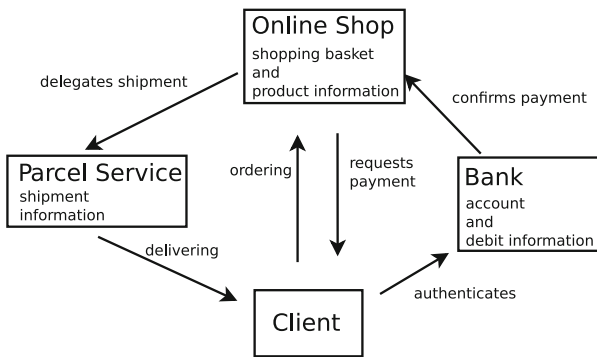 Online Shop
shopping basket
and
product information
delegates shipment
confirms payment
Parcel Service
shipment
information
ordering
requests
payment
Bank
account
and
debit information
delivering
authenticates
Client